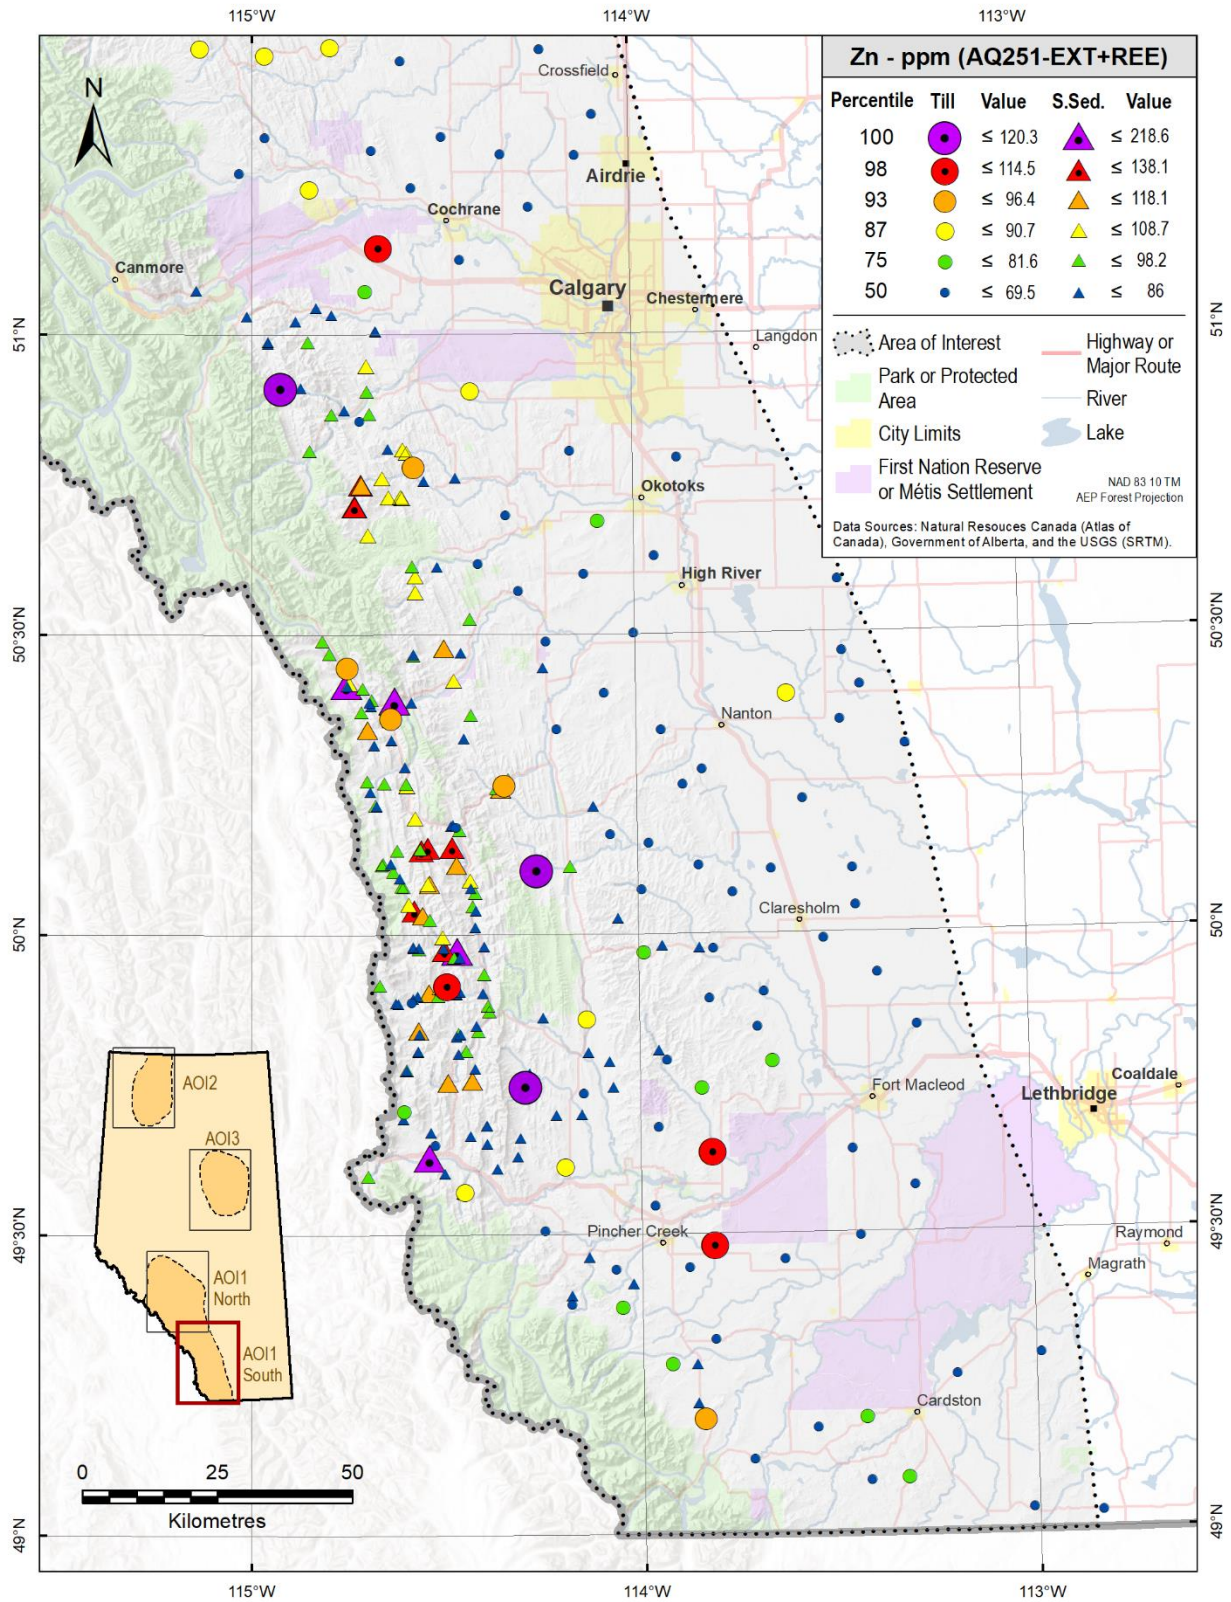 115°W 114°W 113°W
Zn - ppm (AQ251-EXT+REE)
Percentile Till Value S.Sed. Value
100 ≤ 120.3 ≤ 218.6
98 ≤ 114.5 ≤ 138.1
93 ≤ 96.4 ≤ 118.1
87 ≤ 90.7 ≤ 108.7
75 ≤ 81.6 ≤ 98.2
50 ≤ 69.5 ≤ 86
Area of Interest
Park or Protected
Area
City Limits
First Nation Reserve
or Métis Settlement
Highway or
Major Route
River
Lake
NAD 83 10 TM
AEP Forest Projection
Data Sources: Natural Resouces Canada (Atlas of
Canada), Government of Alberta, and the USGS (SRTM).
N
Crossfield
Airdrie
Cochrane
Canmore
Calgary
Chestermere
Langdon
51°N
51°N
Okotoks
High River
50°30'N
50°30'N
Nanton
Claresholm
50°N
50°N
Fort Macleod
Coaldale
Lethbridge
Pincher Creek
Raymond
Magrath
49°30'N
49°30'N
Cardston
AOI2
AOI3
AOI1
North
AOI1
South
0 25 50
Kilometres
49°N
49°N
115°W 114°W 113°W